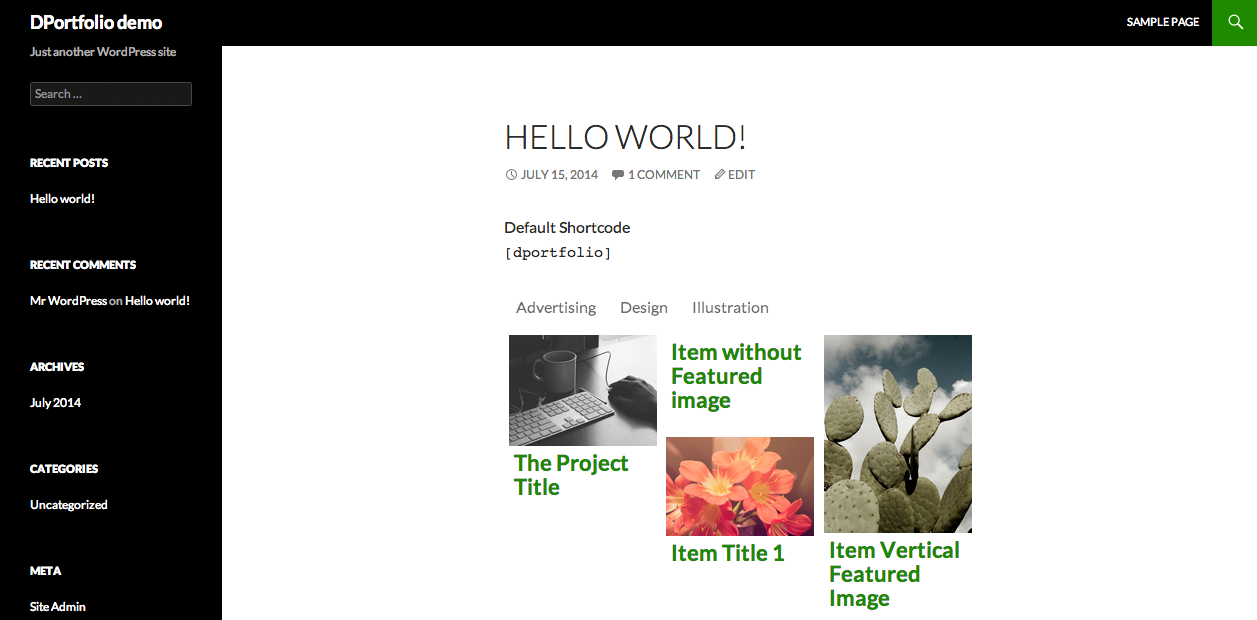 DPortfolio demo
SAMPLE PAGE
Just another WordPress site
Search ...
RECENT POSTS
Hello world!
RECENT COMMENTS
Mr WordPress on Hello world!
ARCHIVES
July 2014
CATEGORIES
Uncategorized
META
Site Admin
HELLO WORLD!
JULY 15, 2014 1 COMMENT EDIT
Default Shortcode
[dportfolio]
Advertising Design Illustration
The Project
Title
Item without
Featured
image
Item Title 1
Item Vertical
Featured
Image